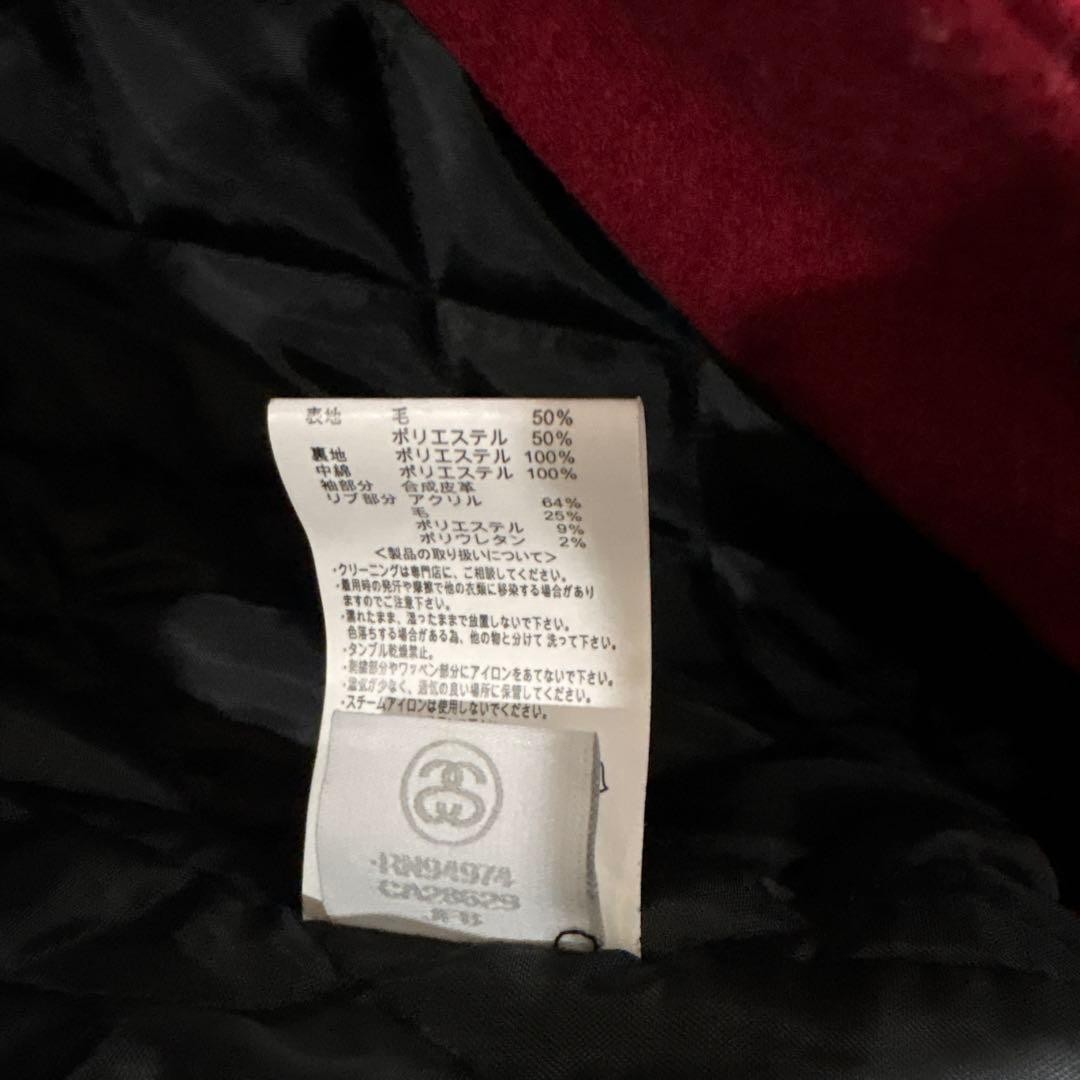 表地 毛 50%
ポリエステル 50%
裏地 ポリエステル 100%
中綿 ポリエステル 100%
袖部分 合成皮革
リブ部分 アクリル 64%
毛 25%
ポリエステル 9%
ポリウレタン 2%
<製品の取り扱いについて>
・クリーニングは専門店に、ご相談してください。
・着用時の発汗や摩擦で他の衣類に移染する場合があり
ますのでご注意下さい。
・濡れたまま、湿ったままで放置しないで下さい。
色落ちする場合がある為、他の物と分けて 洗って下さい。
・タンブル乾燥禁止。
・刺繍部分やワッペン部分にアイロンをあてないで下さい。
・湿気が少なく、通気の良い場所に保管してください。
・スチームアイロンは使用しないでください。
RN94974
CA28629